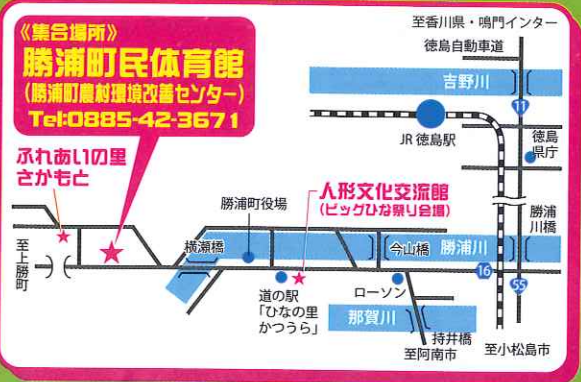 《集合場所》
勝浦町民体育館
(勝浦町農村環境改善センター)
Tel:0885-42-3671
至香川県・鳴門インター
徳島自動車道
吉野川
11
JR 徳島駅
徳島
県庁
ふれあいの里
さかもと
勝浦町役場
人形文化交流館
(ビッグひな祭り会場)
勝浦
川橋
横瀬橋
今山橋
勝浦川
至上勝町
16
55
道の駅
「ひなの里
かつうら」
ローソン
那賀川
持井橋
至阿南市
至小松島市